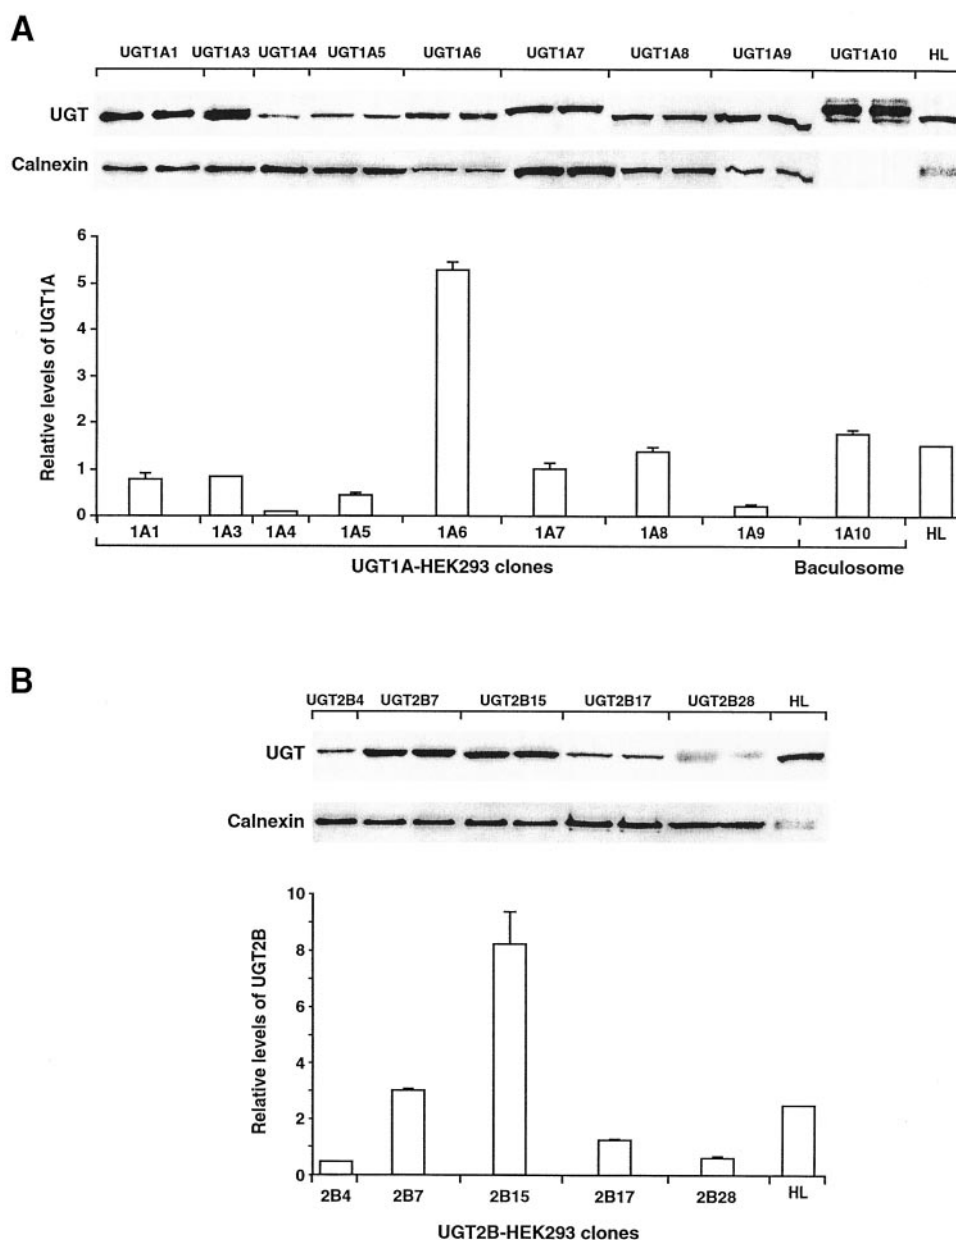 A
UGT1A1 UGT1A3 UGT1A4 UGT1A5 UGT1A6 UGT1A7 UGT1A8 UGT1A9 UGT1A10 HL
UGT
Calnexin
Relative levels of UGT1A
6
5
4
3
2
1
0
1A1 1A3 1A4 1A5 1A6 1A7 1A8 1A9 1A10 HL
UGT1A-HEK293 clones Baculosome
B
UGT2B4 UGT2B7 UGT2B15 UGT2B17 UGT2B28 HL
UGT
Calnexin
Relative levels of UGT2B
10
8
6
4
2
0
2B4 2B7 2B15 2B17 2B28 HL
UGT2B-HEK293 clones